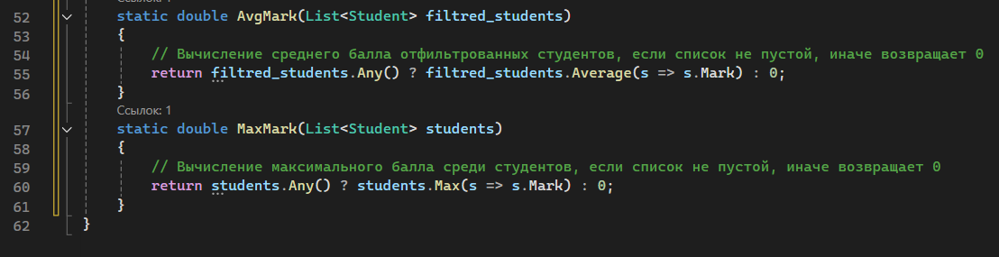 Ссылок: 1
52 static double AvgMark(List<Student> filtred_students)
53 {
54 // Вычисление среднего балла отфильтрованных студентов, если список не пустой, иначе возвращает 0
55 return filtred_students.Any() ? filtred_students.Average(s => s.Mark) : 0;
56 }
Ссылок: 1
57 static double MaxMark(List<Student> students)
58 {
59 // Вычисление максимального балла среди студентов, если список не пустой, иначе возвращает 0
60 return students.Any() ? students.Max(s => s.Mark) : 0;
61 }
62 }